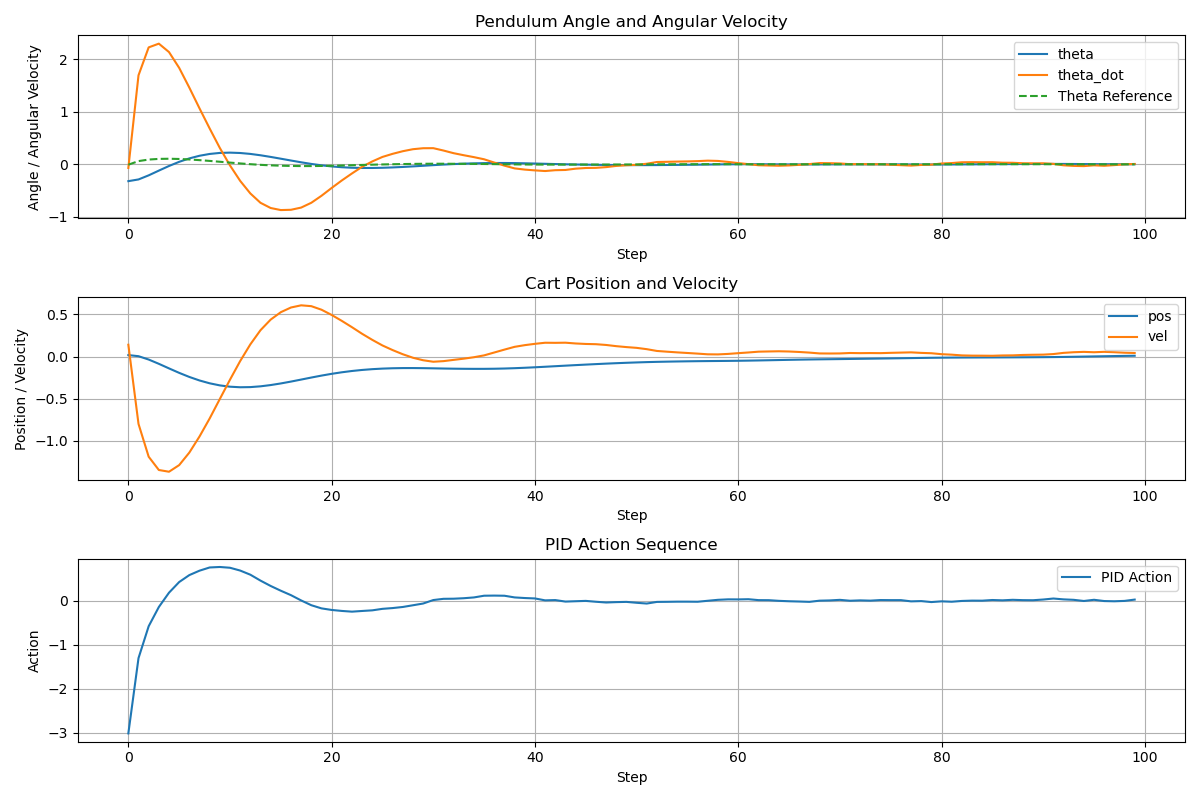 Pendulum Angle and Angular Velocity
Angle / Angular Velocity
2
1
0
−1
theta
theta_dot
Theta Reference
0 20 40 60 80 100
Step
Cart Position and Velocity
Position / Velocity
0.5
0.0
−0.5
−1.0
pos
vel
0 20 40 60 80 100
Step
PID Action Sequence
Action
0
−1
−2
−3
PID Action
0 20 40 60 80 100
Step